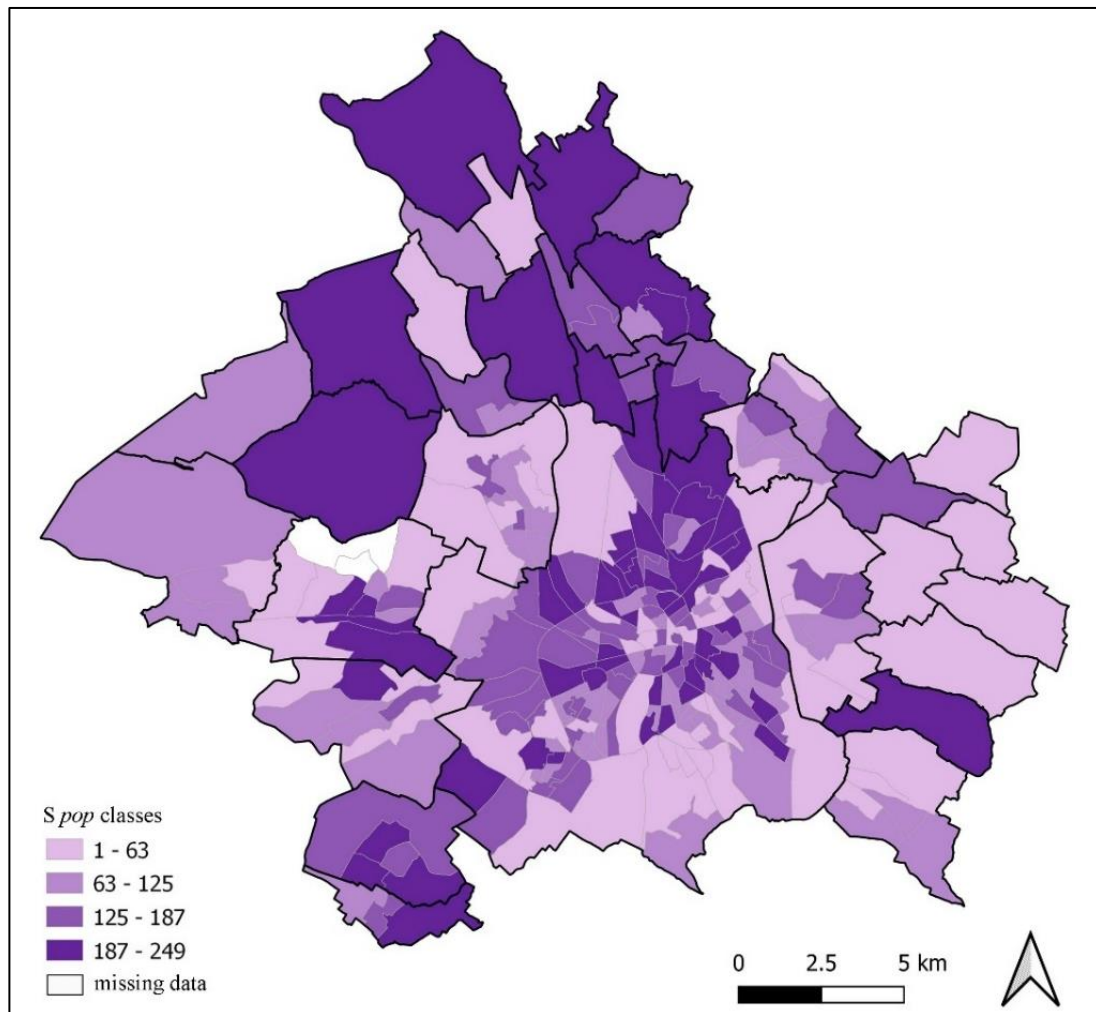 S pop classes
1 - 63
63 - 125
125 - 187
187 - 249
missing data
0 2.5 5 km